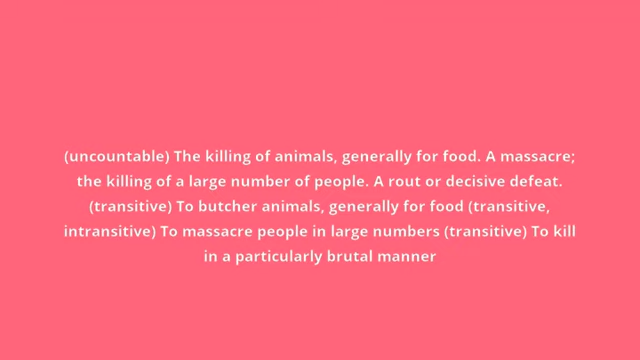 (uncountable) The killing of animals, generally for food. A massacre;
the killing of a large number of people. A rout or decisive defeat.
(transitive) To butcher animals, generally for food (transitive,
intransitive) To massacre people in large numbers (transitive) To kill
in a particularly brutal manner